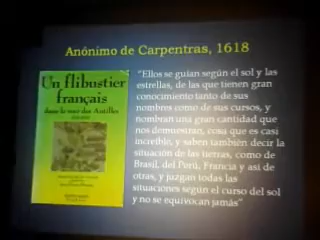 Anónimo de Carpentras, 1618
Un flibustier
français
dans la mer des Antilles
"Ellos se guían según el sol y las
estrellas, de las que tienen gran
conocimiento tanto de sus
nombres como de sus cursos, y
nombran una gran cantidad que
nos demuestran, cosa que es casi
increíble, y saben también decir la
situación de las tierras, como de
Brasil, del Perú, Francia y así de
otras, y juzgan todas las
situaciones según el curso del sol
y no se equivocan jamás"